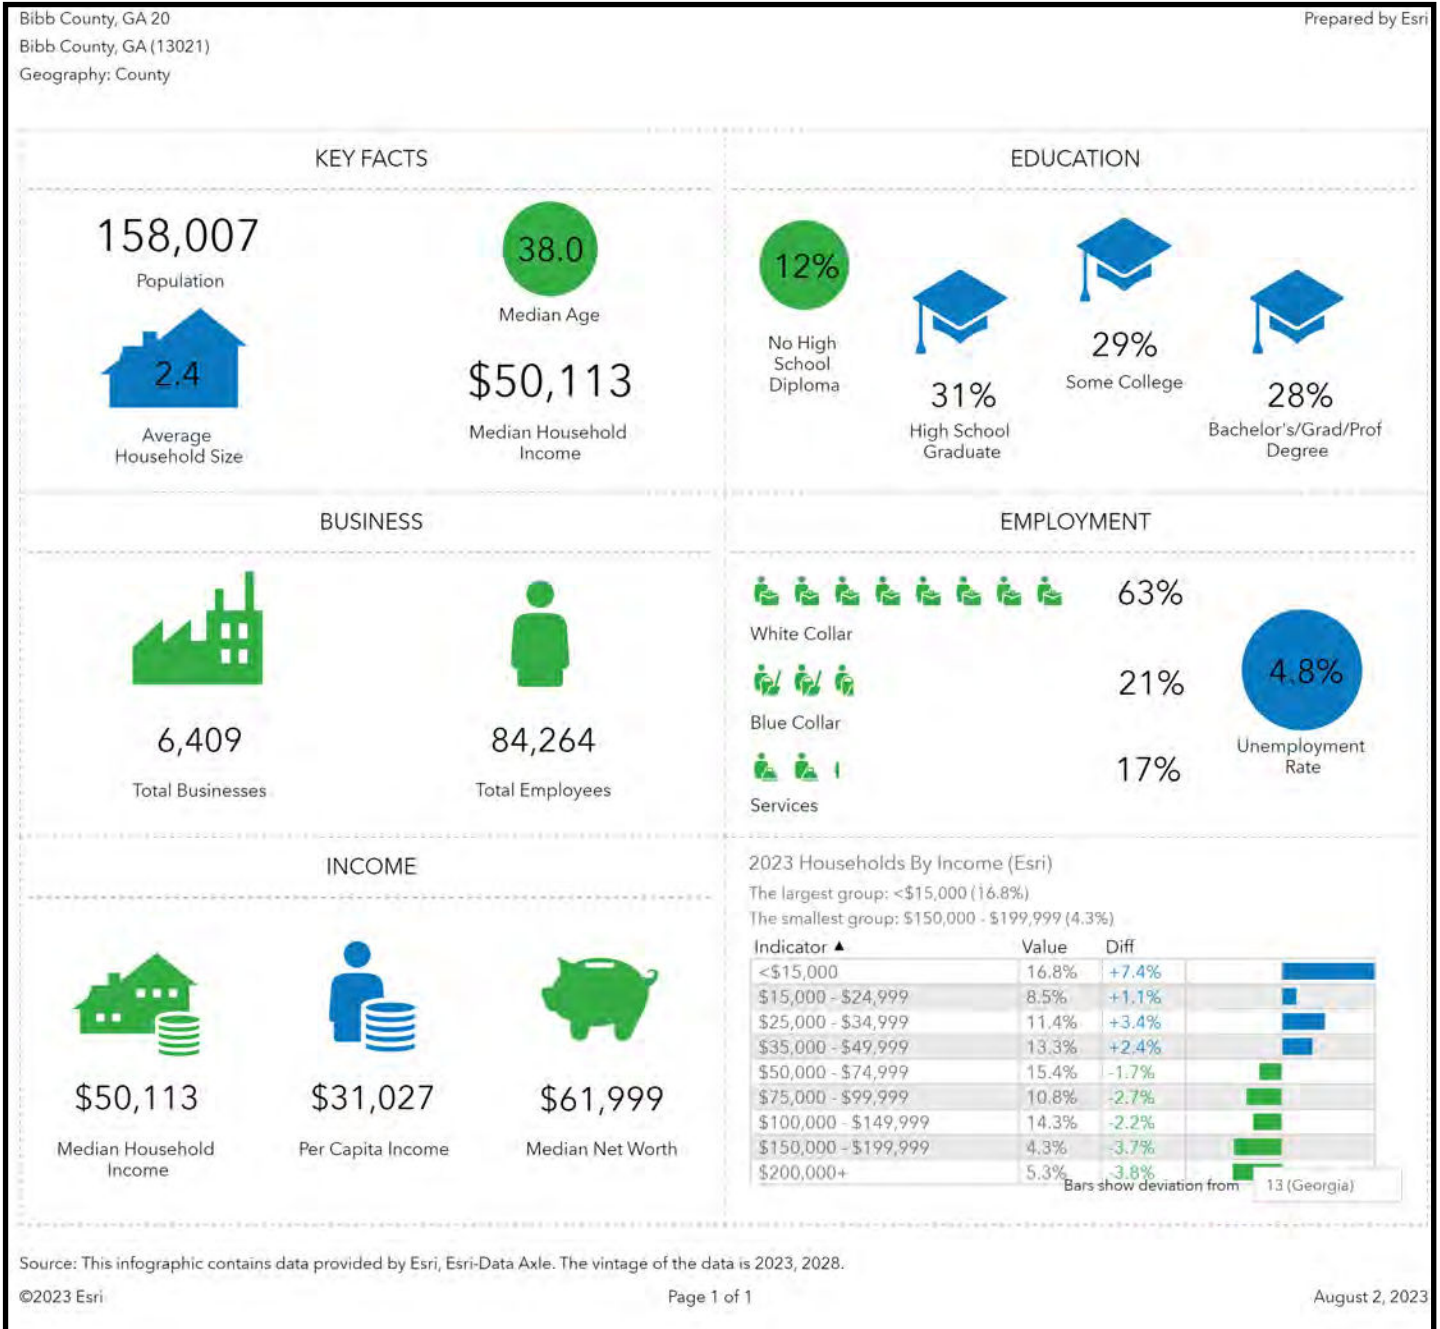 Bibb County, GA 20
Prepared by Esri
Bibb County, GA (13021)
Geography: County
KEY FACTS
158,007
Population
38.0
Median Age
2.4
Average
Household Size
$50,113
Median Household
Income
EDUCATION
12%
No High
School
Diploma
31%
High School
Graduate
29%
Some College
28%
Bachelor's/Grad/Prof
Degree
BUSINESS
6,409
Total Businesses
84,264
Total Employees
EMPLOYMENT
63%
White Collar
21%
Blue Collar
17%
Services
4.8%
Unemployment
Rate
INCOME
$50,113
Median Household
Income
$31,027
Per Capita Income
$61,999
Median Net Worth
2023 Households By Income (Esri)
The largest group: <$15,000 (16.8%)
The smallest group: $150,000 - $199,999 (4.3%)
Indicator ▲ Value Diff
<$15,000 16.8% +7.4%
$15,000 - $24,999 8.5% +1.1%
$25,000 - $34,999 11.4% +3.4%
$35,000 - $49,999 13.3% +2.4%
$50,000 - $74,999 15.4% -1.7%
$75,000 - $99,999 10.8% -2.7%
$100,000 - $149,999 14.3% -2.2%
$150,000 - $199,999 4.3% -3.7%
$200,000+ 5.3% -3.8%
Bars show deviation from 13 (Georgia)
Source: This infographic contains data provided by Esri, Esri-Data Axle. The vintage of the data is 2023, 2028.
©2023 Esri
Page 1 of 1
August 2, 2023